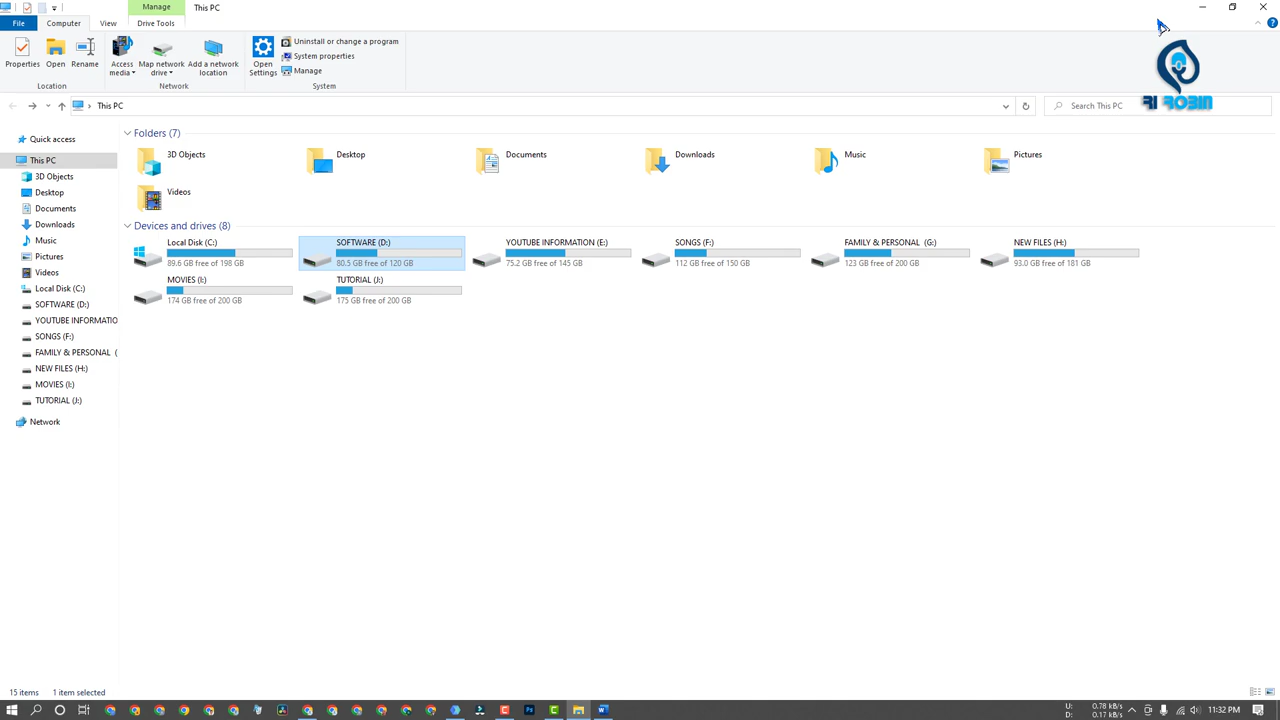 Manage This PC
File Computer View Drive Tools
Properties Open Rename Access media Map network drive Add a network location Open Settings Uninstall or change a program
System properties
Manage
Location Network System
This PC Search This PC
RI ROBIN
Quick access
This PC
3D Objects
Desktop
Documents
Downloads
Music
Pictures
Videos
Local Disk (C:)
SOFTWARE (D:)
YOUTUBE INFORMATIO
SONGS (F:)
FAMILY & PERSONAL (
NEW FILES (H:)
MOVIES (I:)
TUTORIAL (J:)
Network
Folders (7)
3D Objects Desktop Documents Downloads Music Pictures
Videos
Devices and drives (8)
Local Disk (C:) SOFTWARE (D:) YOUTUBE INFORMATION (E:) SONGS (F:) FAMILY & PERSONAL (G:) NEW FILES (H:)
89.6 GB free of 198 GB 80.5 GB free of 120 GB 75.2 GB free of 145 GB 112 GB free of 150 GB 123 GB free of 200 GB 93.0 GB free of 181 GB
MOVIES (I:) TUTORIAL (J:)
174 GB free of 200 GB 175 GB free of 200 GB
15 items 1 item selected
U: 0.78 kB/s
D: 0.17 kB/s
11:32 PM